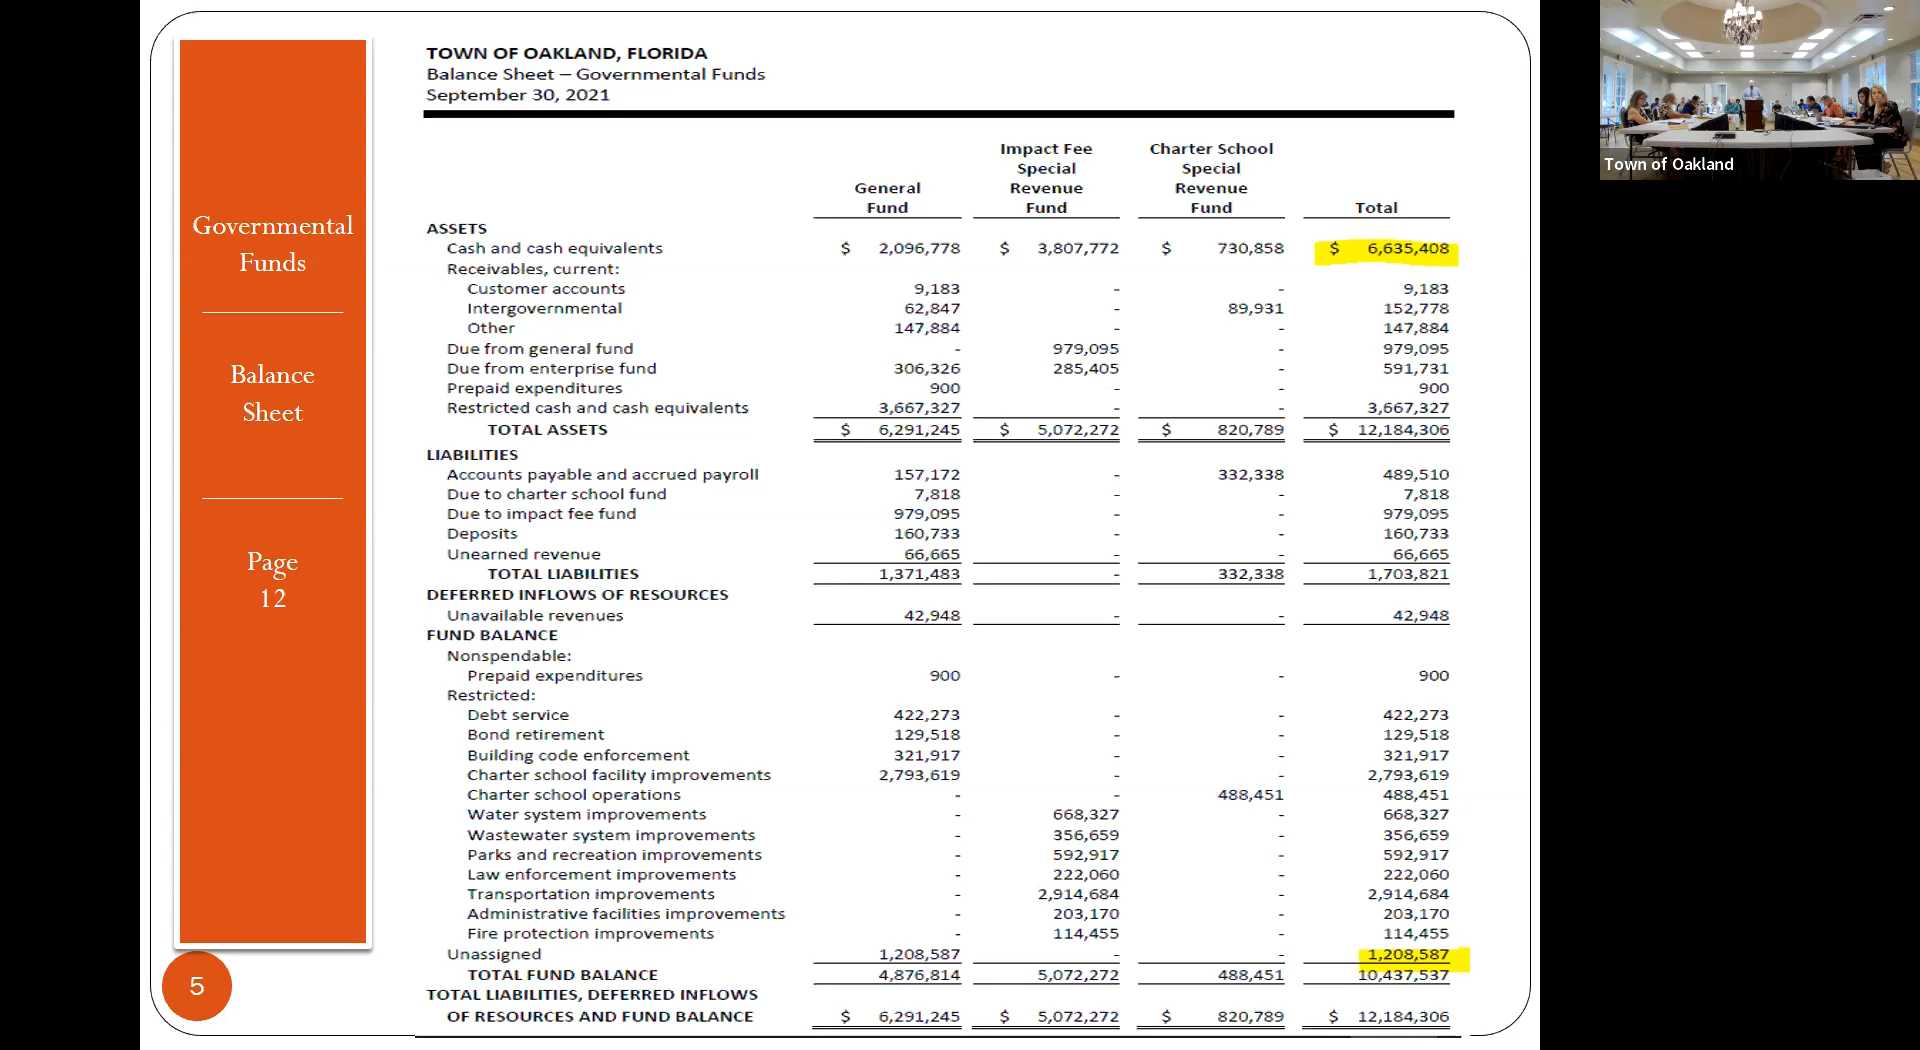 Governmental
Funds
Balance
Sheet
Page
12
5
TOWN OF OAKLAND, FLORIDA
Balance Sheet – Governmental Funds
September 30, 2021
Impact Fee Charter School
Special Special
General Revenue Revenue
Fund Fund Fund Total
ASSETS
Cash and cash equivalents $ 2,096,778 $ 3,807,772 $ 730,858 $ 6,635,408
Receivables, current:
Customer accounts 9,183 - - 9,183
Intergovernmental 62,847 - 89,931 152,778
Other 147,884 - - 147,884
Due from general fund - 979,095 - 979,095
Due from enterprise fund 306,326 285,405 - 591,731
Prepaid expenditures 900 - - 900
Restricted cash and cash equivalents 3,667,327 - - 3,667,327
TOTAL ASSETS $ 6,291,245 $ 5,072,272 $ 820,789 $ 12,184,306
LIABILITIES
Accounts payable and accrued payroll 157,172 - 332,338 489,510
Due to charter school fund 7,818 - - 7,818
Due to impact fee fund 979,095 - - 979,095
Deposits 160,733 - - 160,733
Unearned revenue 66,665 - - 66,665
TOTAL LIABILITIES 1,371,483 - 332,338 1,703,821
DEFERRED INFLOWS OF RESOURCES
Unavailable revenues 42,948 - - 42,948
FUND BALANCE
Nonspendable:
Prepaid expenditures 900 - - 900
Restricted:
Debt service 422,273 - - 422,273
Bond retirement 129,518 - - 129,518
Building code enforcement 321,917 - - 321,917
Charter school facility improvements 2,793,619 - - 2,793,619
Charter school operations - - 488,451 488,451
Water system improvements - 668,327 - 668,327
Wastewater system improvements - 356,659 - 356,659
Parks and recreation improvements - 592,917 - 592,917
Law enforcement improvements - 222,060 - 222,060
Transportation improvements - 2,914,684 - 2,914,684
Administrative facilities improvements - 203,170 - 203,170
Fire protection improvements - 114,455 - 114,455
Unassigned 1,208,587 - - 1,208,587
TOTAL FUND BALANCE 4,876,814 5,072,272 488,451 10,437,537
TOTAL LIABILITIES, DEFERRED INFLOWS
OF RESOURCES AND FUND BALANCE $ 6,291,245 $ 5,072,272 $ 820,789 $ 12,184,306
Town of Oakland